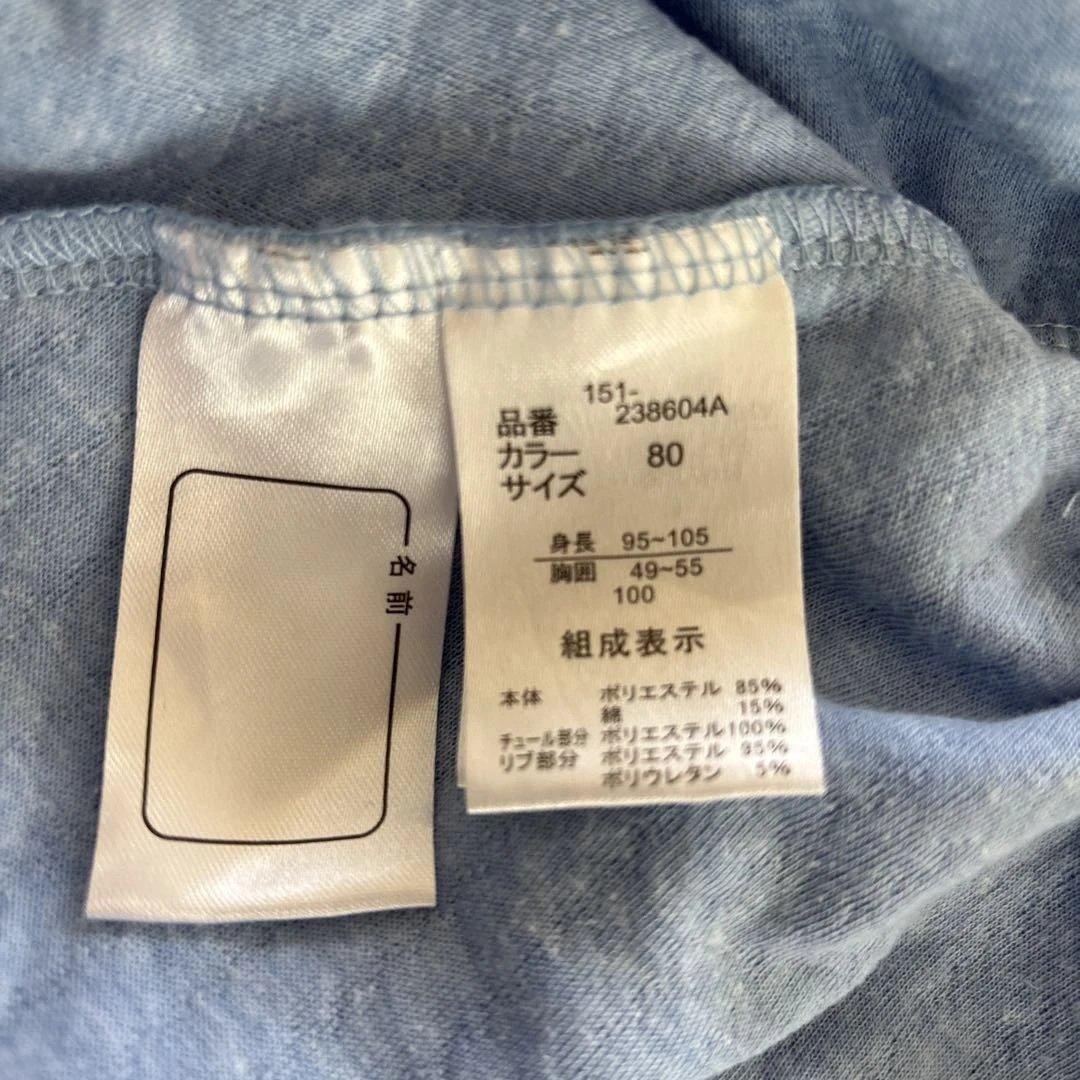 名前
151-
品番 238604A
カラー 80
サイズ
身長 95~105
胸囲 49~55
100
組成表示
本体 ポリエステル 85%
綿 15%
チュール部分 ポリエステル100%
リブ部分 ポリエステル 95%
ポリウレタン 5%